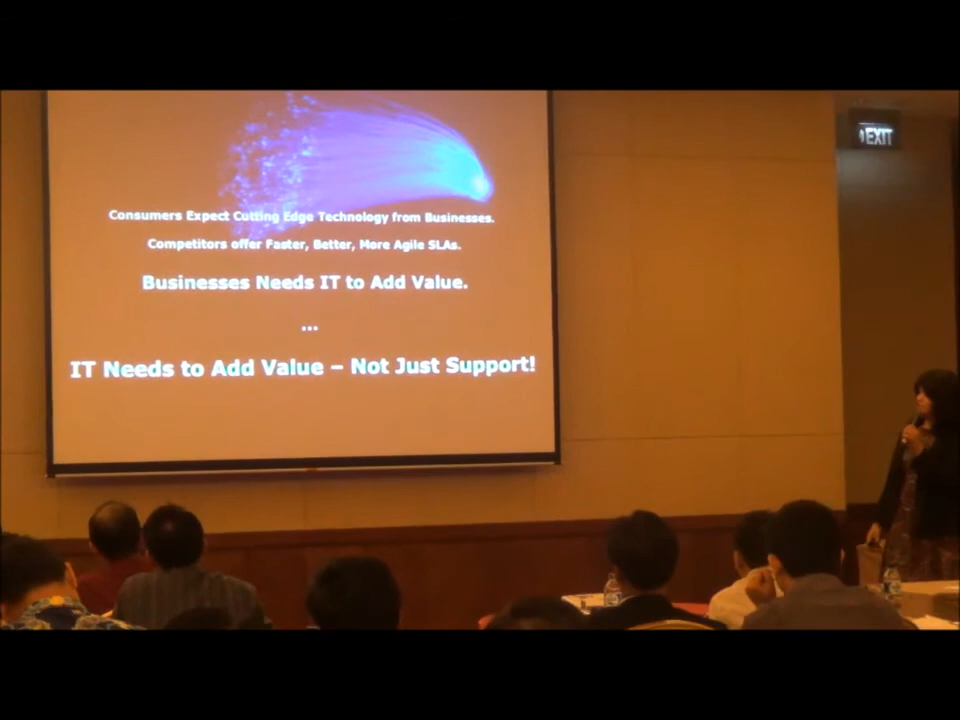 EXIT
Consumers Expect Cutting Edge Technology from Businesses.
Competitors offer Faster, Better, More Agile SLAs.
Businesses Needs IT to Add Value.
...
IT Needs to Add Value – Not Just Support!